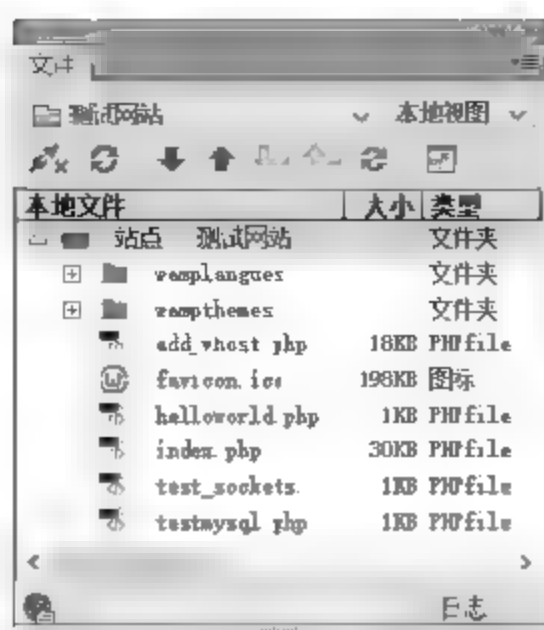 文件
测试网站 本地视图
本地文件 大小 类型
站点 - 测试网站 文件夹
wamplangues 文件夹
wampthemes 文件夹
add_vhost.php 18KB PHPfile
favicon.ico 198KB 图标
helloworld.php 1KB PHPfile
index.php 30KB PHPfile
test_sockets. 1KB PHPfile
testmysql.php 1KB PHPfile
日志